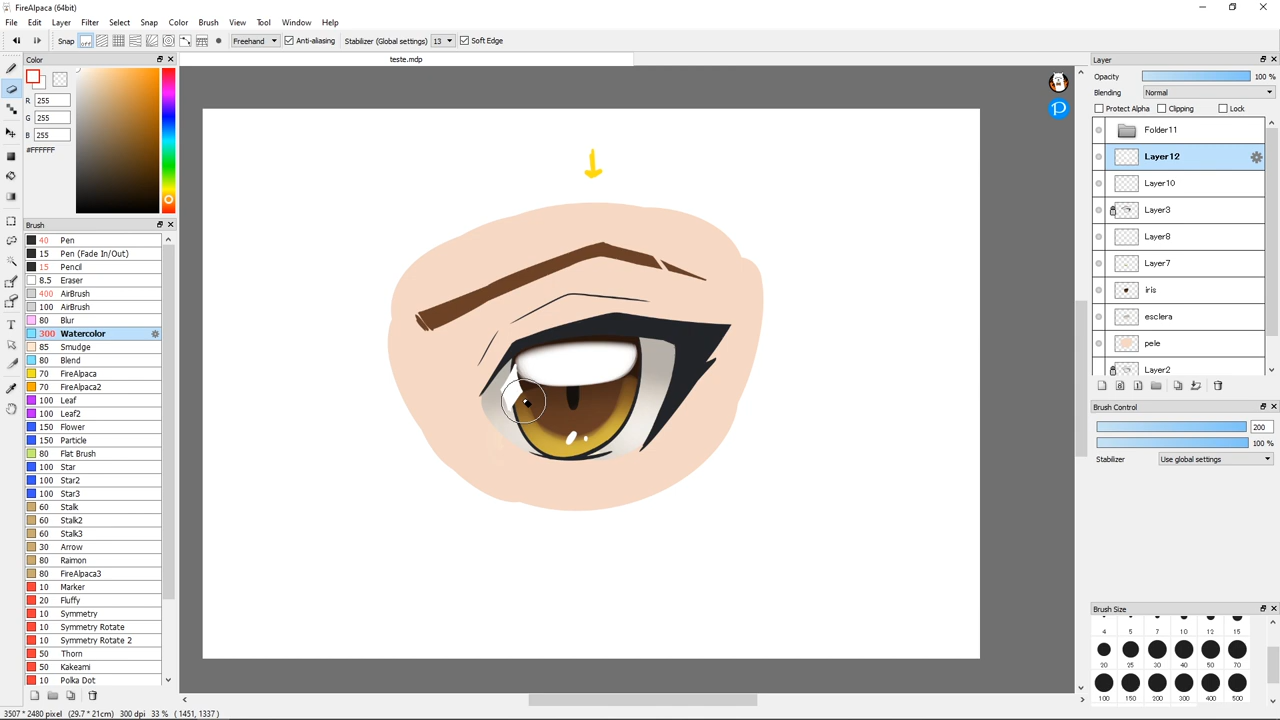 FireAlpaca (64bit)
File Edit Layer Filter Select Snap Color Brush View Tool Window Help
Snap OFF Freehand Anti-aliasing Stabilizer (Global settings) 13 Soft Edge
Color
teste.mdp
Layer
Opacity 100 %
Blending Normal
Protect Alpha Clipping Lock
R 255
G 255
B 255
#FFFFFF
Folder11
Layer12
Layer10
Layer3
Layer8
Layer7
iris
esclera
pele
Layer2
Brush
40 Pen
15 Pen (Fade In/Out)
15 Pencil
8.5 Eraser
400 AirBrush
100 AirBrush
80 Blur
300 Watercolor
85 Smudge
80 Blend
70 FireAlpaca
70 FireAlpaca2
100 Leaf
100 Leaf2
150 Flower
150 Particle
80 Flat Brush
100 Star
100 Star2
100 Star3
60 Stalk
60 Stalk2
60 Stalk3
30 Arrow
80 Raimon
80 FireAlpaca3
10 Marker
20 Fluffy
10 Symmetry
10 Symmetry Rotate
10 Symmetry Rotate 2
50 Thorn
50 Kakeami
10 Polka Dot
Brush Control
200
100 %
Stabilizer Use global settings
Brush Size
4 5 7 10 12 15
20 25 30 40 50 70
100 150 200 300 400 500
3507 * 2480 pixel (29.7 * 21cm) 300 dpi 33 % ( 1451, 1337 )